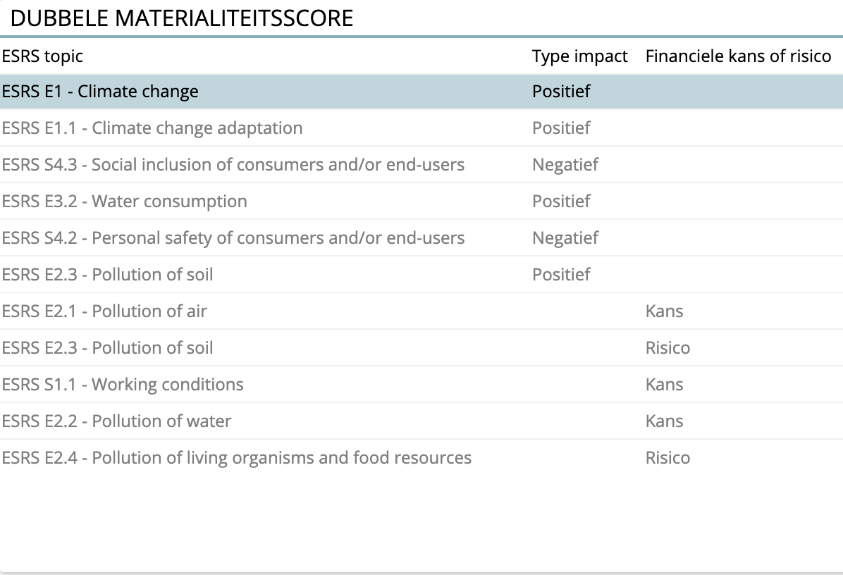 DUBBELE MATERIALITEITSSCORE
ESRS topic Type impact Financiele kans of risico
ESRS E1 - Climate change Positief
ESRS E1.1 - Climate change adaptation Positief
ESRS S4.3 - Social inclusion of consumers and/or end-users Negatief
ESRS E3.2 - Water consumption Positief
ESRS S4.2 - Personal safety of consumers and/or end-users Negatief
ESRS E2.3 - Pollution of soil Positief
ESRS E2.1 - Pollution of air Kans
ESRS E2.3 - Pollution of soil Risico
ESRS S1.1 - Working conditions Kans
ESRS E2.2 - Pollution of water Kans
ESRS E2.4 - Pollution of living organisms and food resources Risico